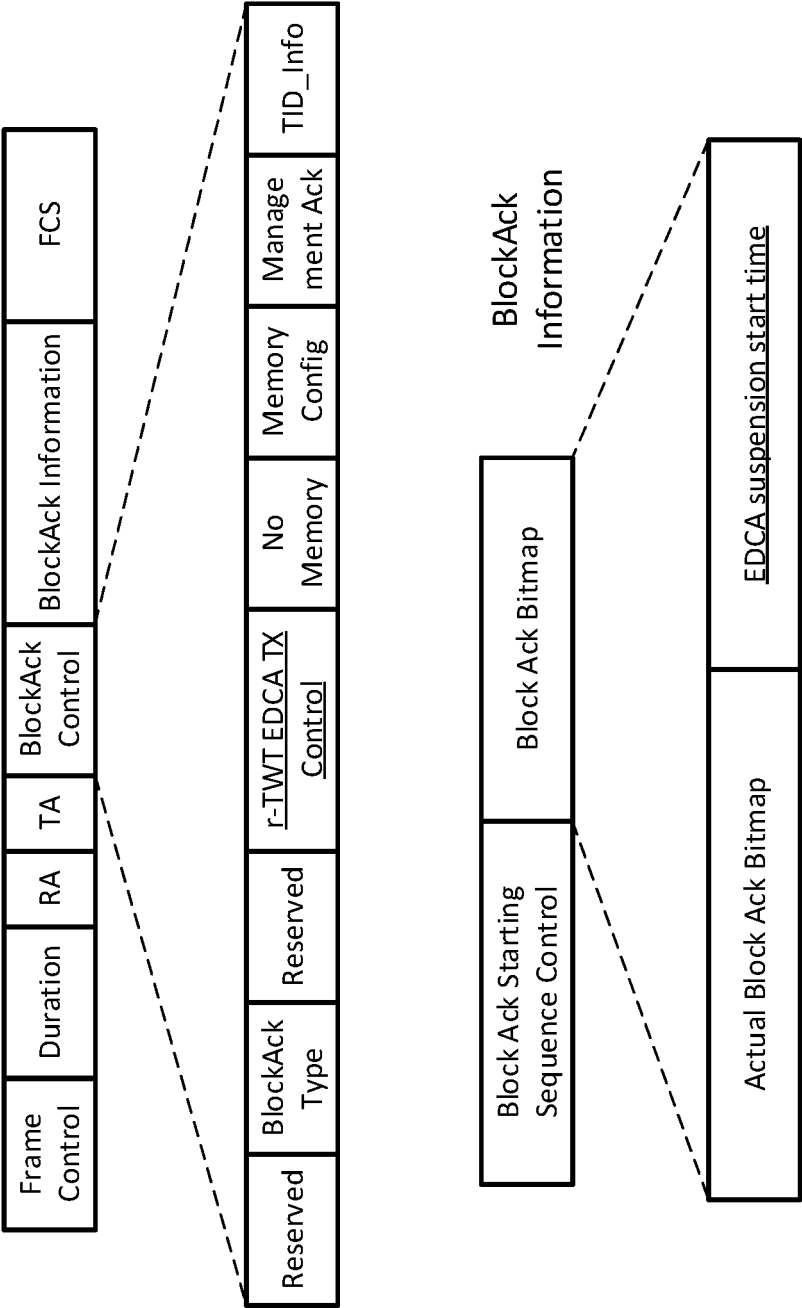 Frame
Control
Duration
RA
TA
BlockAck
Control
BlockAck Information
FCS
Reserved
BlockAck
Type
Reserved
r-TWT EDCA TX
Control
No
Memory
Memory
Config
Manage
ment Ack
TID_Info
Block Ack Starting
Sequence Control
Block Ack Bitmap
BlockAck
Information
Actual Block Ack Bitmap
EDCA suspension start time